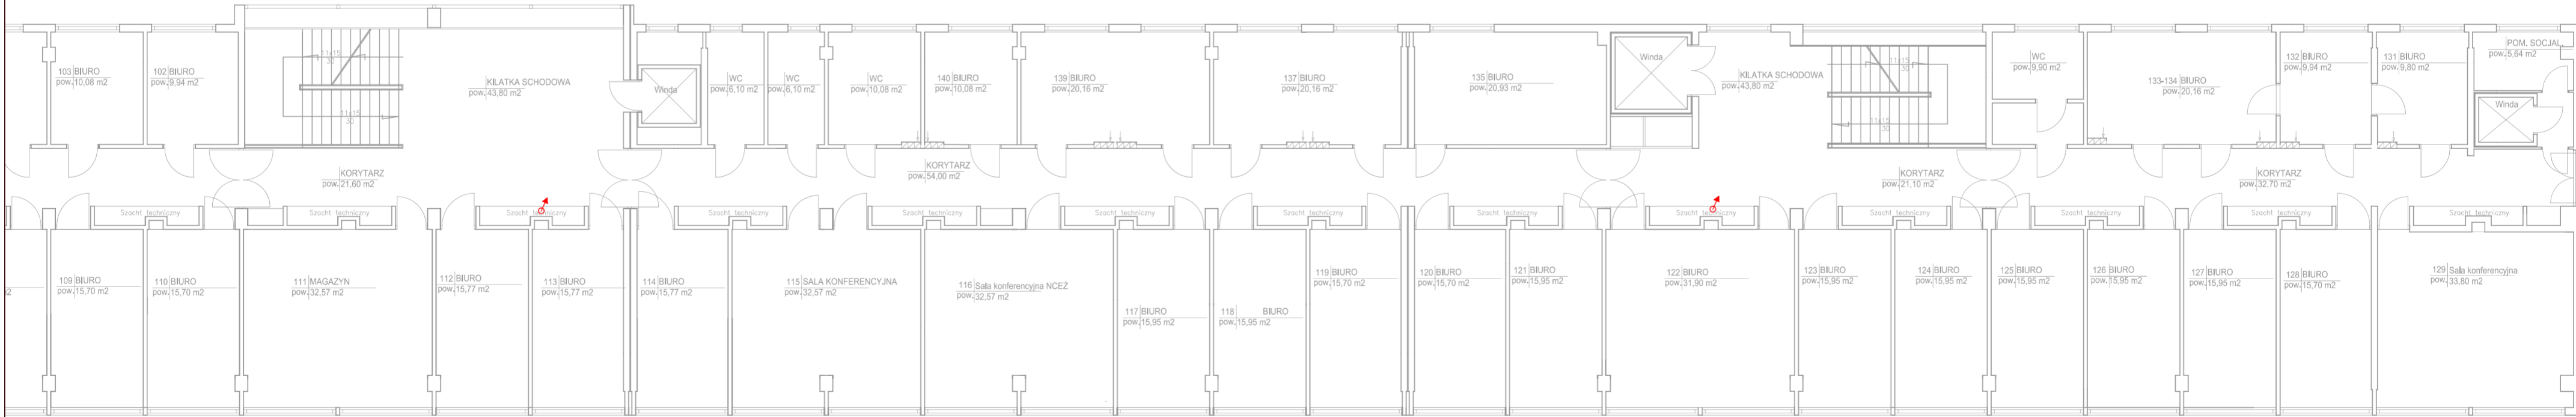 103 BIURO
pow. 10,08 m2
102 BIURO
pow. 9,94 m2
11x15
30
11x15
30
KLATKA SCHODOWA
pow. 43,80 m2
Winda
WC
pow. 6,10 m2
WC
pow. 6,10 m2
WC
pow. 10,08 m2
140 BIURO
pow. 10,08 m2
139 BIURO
pow. 20,16 m2
137 BIURO
pow. 20,16 m2
135 BIURO
pow. 20,93 m2
Winda
KLATKA SCHODOWA
pow. 43,80 m2
11x15
30
11x15
30
WC
pow. 9,90 m2
133-134 BIURO
pow. 20,16 m2
132 BIURO
pow. 9,94 m2
131 BIURO
pow. 9,80 m2
POM. SOCJAL.
pow. 5,64 m2
Winda
KORYTARZ
pow. 21,60 m2
KORYTARZ
pow. 54,00 m2
KORYTARZ
pow. 21,10 m2
KORYTARZ
pow. 32,70 m2
Szacht techniczny
Szacht techniczny
Szacht techniczny
Szacht techniczny
Szacht techniczny
Szacht techniczny
Szacht techniczny
Szacht techniczny
Szacht techniczny
Szacht techniczny
Szacht techniczny
Szacht techniczny
2
109 BIURO
pow. 15,70 m2
110 BIURO
pow. 15,70 m2
111 MAGAZYN
pow. 32,57 m2
112 BIURO
pow. 15,77 m2
113 BIURO
pow. 15,77 m2
114 BIURO
pow. 15,77 m2
115 SALA KONFERENCYJNA
pow. 32,57 m2
116 Sala konferencyjna NCEŻ
pow. 32,57 m2
117 BIURO
pow. 15,95 m2
118 BIURO
pow. 15,95 m2
119 BIURO
pow. 15,70 m2
120 BIURO
pow. 15,70 m2
121 BIURO
pow. 15,95 m2
122 BIURO
pow. 31,90 m2
123 BIURO
pow. 15,95 m2
124 BIURO
pow. 15,95 m2
125 BIURO
pow. 15,95 m2
126 BIURO
pow. 15,95 m2
127 BIURO
pow. 15,95 m2
128 BIURO
pow. 15,70 m2
129 Sala konferencyjna
pow. 33,80 m2